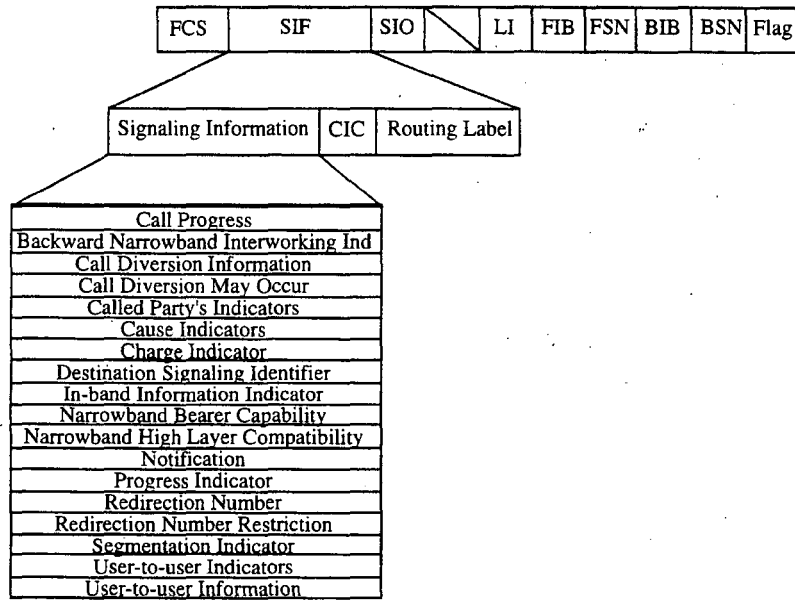 FCS SIF SIO LI FIB FSN BIB BSN Flag
Signaling Information CIC Routing Label
Call Progress
Backward Narrowband Interworking Ind
Call Diversion Information
Call Diversion May Occur
Called Party's Indicators
Cause Indicators
Charge Indicator
Destination Signaling Identifier
In-band Information Indicator
Narrowband Bearer Capability
Narrowband High Layer Compatibility
Notification
Progress Indicator
Redirection Number
Redirection Number Restriction
Segmentation Indicator
User-to-user Indicators
User-to-user Information